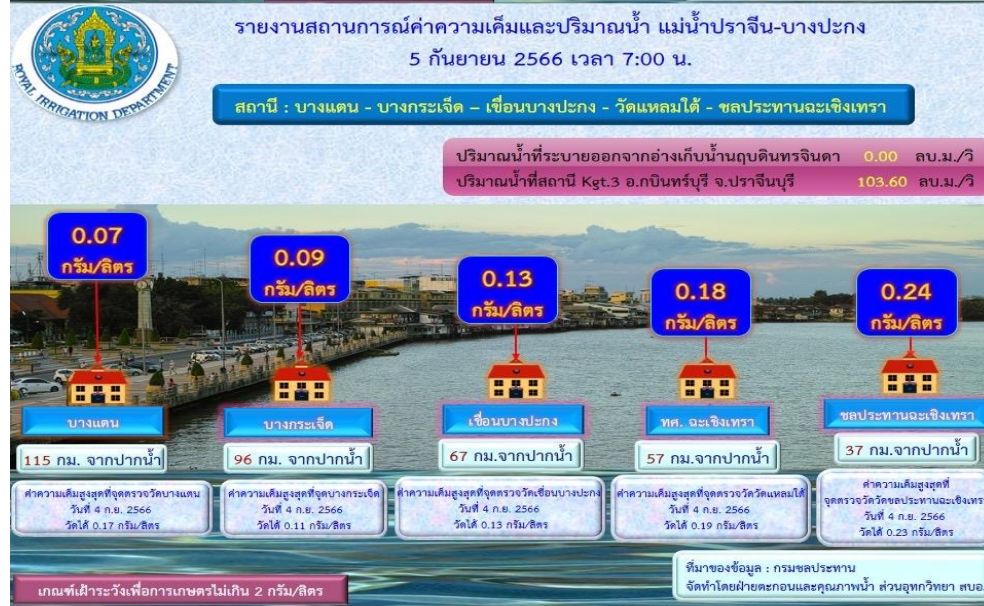 รายงานสถานการณ์ค่าความเค็มและปริมาณน้ำ แม่น้ำปราจีน-บางปะกง
5 กันยายน 2566 เวลา 7:00 น.
ROYAL IRRIGATION DEPARTMENT
สถานี : บางแตน - บางกระเจ็ด – เขื่อนบางปะกง - วัดแหลมใต้ - ชลประทานฉะเชิงเทรา
ปริมาณน้ำที่ระบายออกจากอ่างเก็บน้ำนฤบดินทรจินดา 0.00 ลบ.ม./วิ
ปริมาณน้ำที่สถานี Kgt.3 อ.กบินทร์บุรี จ.ปราจีนบุรี 103.60 ลบ.ม./วิ
0.07
กรัม/ลิตร
0.09
กรัม/ลิตร
0.13
กรัม/ลิตร
0.18
กรัม/ลิตร
0.24
กรัม/ลิตร
บางแตน
บางกระเจ็ด
เขื่อนบางปะกง
ทศ. ฉะเชิงเทรา
ชลประทานฉะเชิงเทรา
115 กม. จากปากน้ำ
96 กม. จากปากน้ำ
67 กม.จากปากน้ำ
57 กม.จากปากน้ำ
37 กม.จากปากน้ำ
ค่าความเค็มสูงสุดที่จุดตรวจวัดบางแตน
วันที่ 4 ก.ย. 2566
วัดได้ 0.17 กรัม/ลิตร
ค่าความเค็มสูงสุดที่จุดบางกระเจ็ด
วันที่ 4 ก.ย. 2566
วัดได้ 0.11 กรัม/ลิตร
ค่าความเค็มสูงสุดที่จุดตรวจวัดเขื่อนบางปะกง
วันที่ 4 ก.ย. 2566
วัดได้ 0.13 กรัม/ลิตร
ค่าความเค็มสูงสุดที่จุดตรวจวัดวัดแหลมใต้
วันที่ 4 ก.ย. 2566
วัดได้ 0.19 กรัม/ลิตร
ค่าความเค็มสูงสุดที่
จุดตรวจวัดวัดชลประทานฉะเชิงเทร
วันที่ 4 ก.ย. 2566
วัดได้ 0.23 กรัม/ลิตร
เกณฑ์เฝ้าระวังเพื่อการเกษตรไม่เกิน 2 กรัม/ลิตร
ที่มาของข้อมูล : กรมชลประทาน
จัดทำโดยฝ่ายตะกอนและคุณภาพน้ำ ส่วนอุทกวิทยา สบอ